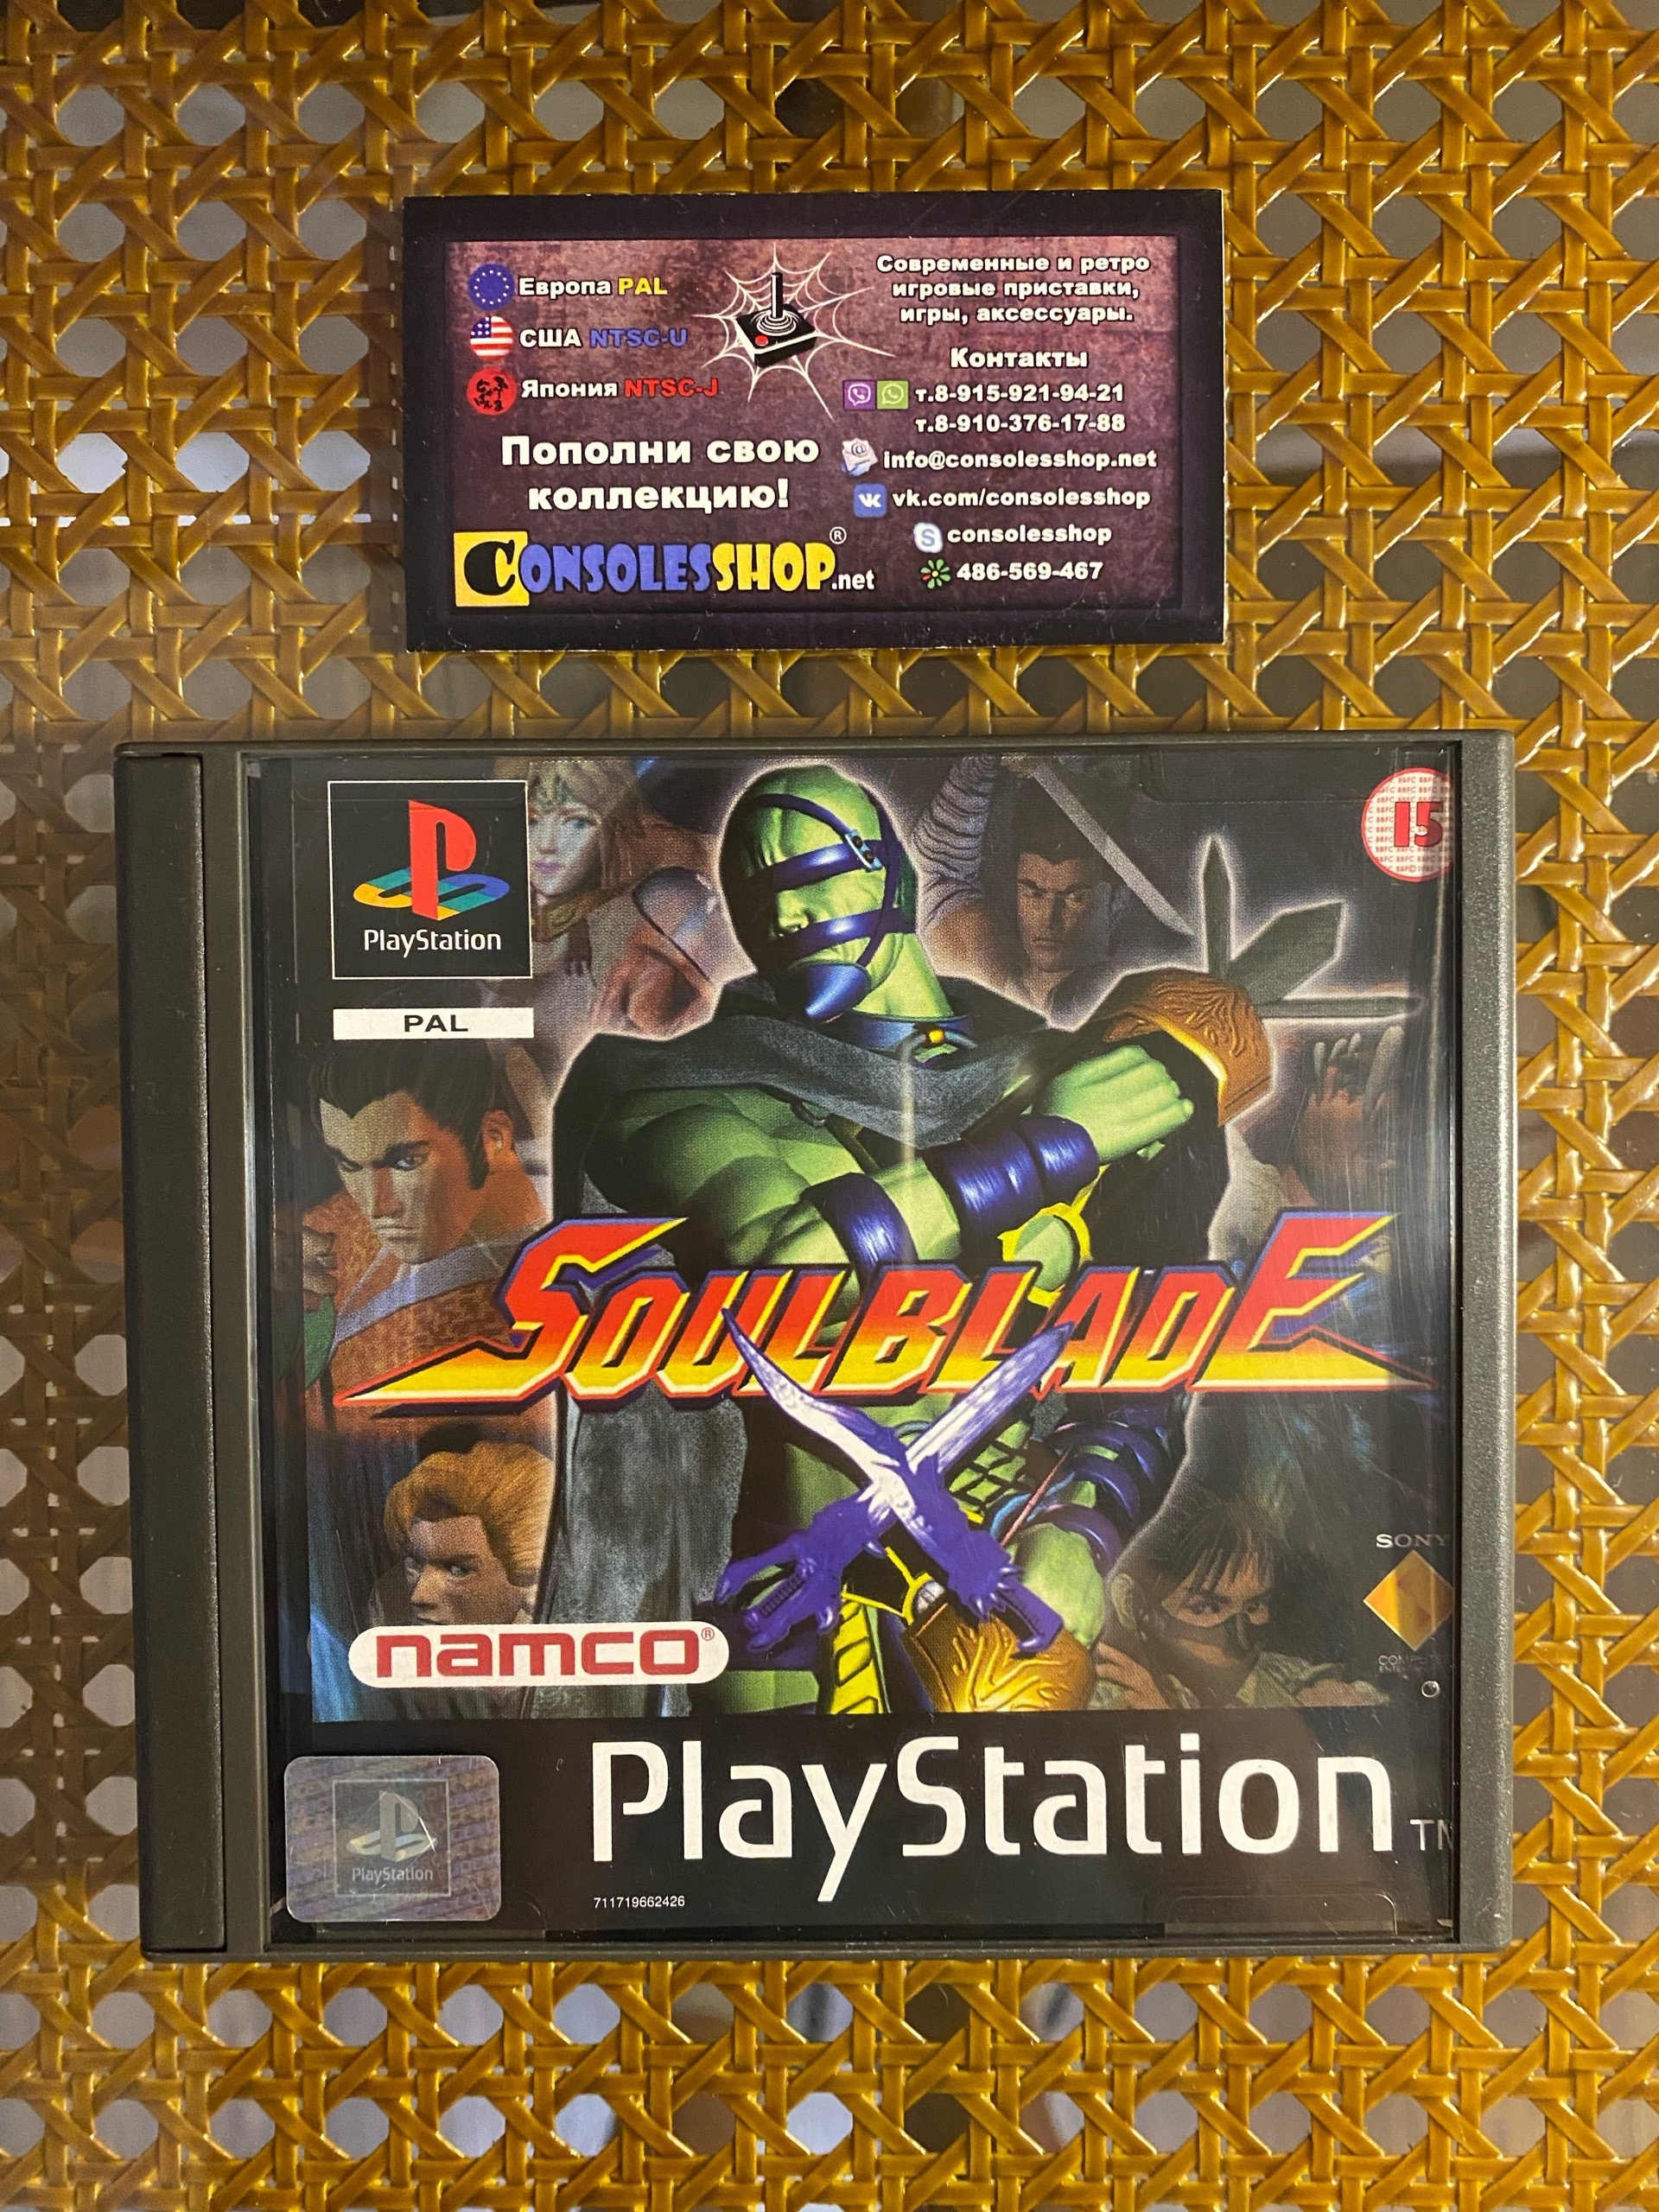 Европа PAL
США NTSC-U
Япония NTSC-J
Пополни свою
коллекцию!
CONSOLESSHOP.net
®
Современные и ретро
игровые приставки,
игры, аксессуары.
Контакты
т.8-915-921-94-21
т.8-910-376-17-88
info@consolesshop.net
vk.com/consolesshop
consolesshop
486-569-467
PlayStation
PAL
15
SOULBLADE
TM
namco®
SONY
PlayStation
TM
PlayStation
711719662426